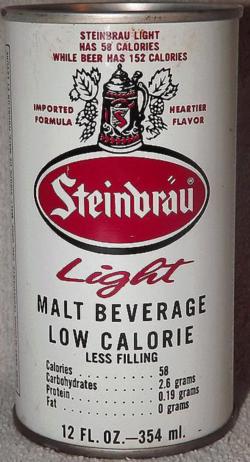 STEINBRAU LIGHT
HAS 58 CALORIES
WHILE BEER HAS 152 CALORIES
IMPORTED
FORMULA
HEARTIER
FLAVOR
S
Steinbräu®
Light
MALT BEVERAGE
LOW CALORIE
LESS FILLING
Calories . . . . . . . . . . 58
Carbohydrates . . . . . . . 2.6 grams
Protein . . . . . . . . . . 0.19 grams
Fat . . . . . . . . . . . . 0 grams
12 FL. OZ.—354 ml.